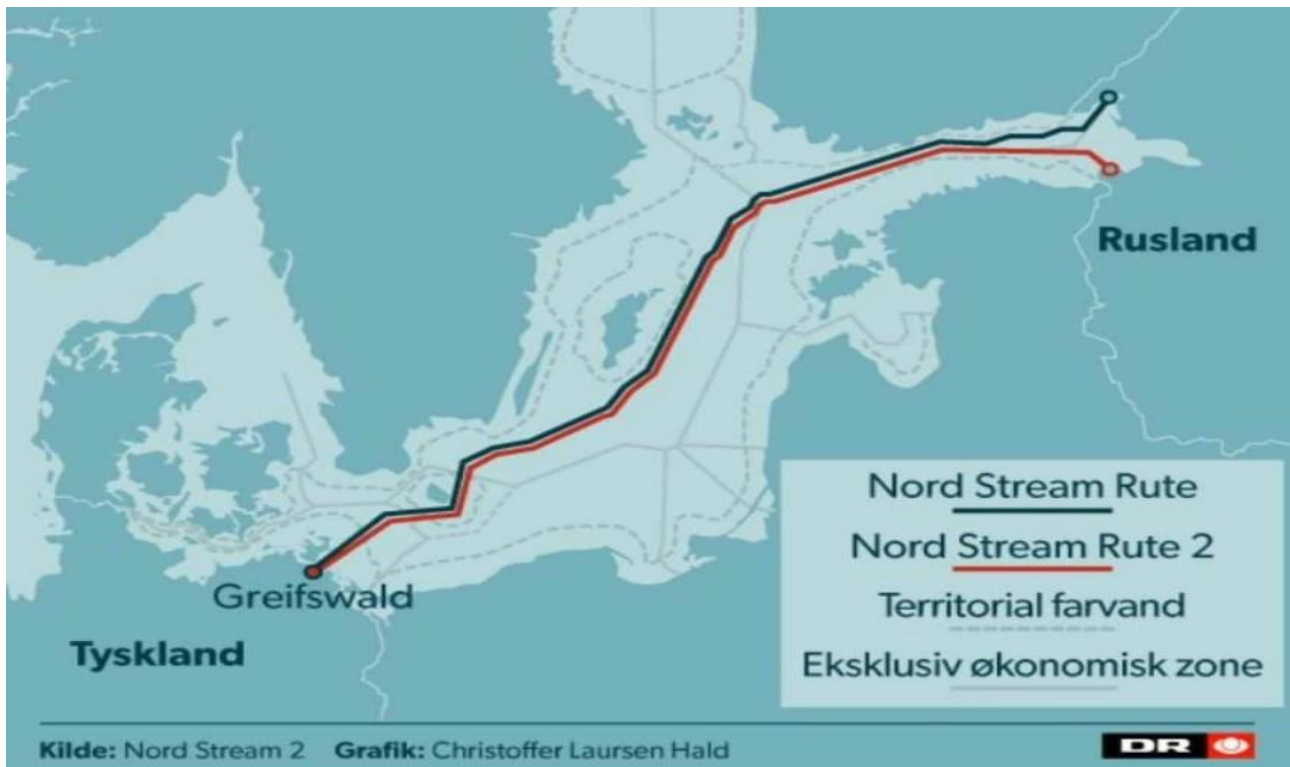 Rusland
Nord Stream Rute
Nord Stream Rute 2
Territorial farvand
Eksklusiv økonomisk zone
Greifswald
Tyskland
Kilde: Nord Stream 2 Grafik: Christoffer Laursen Hald
DR